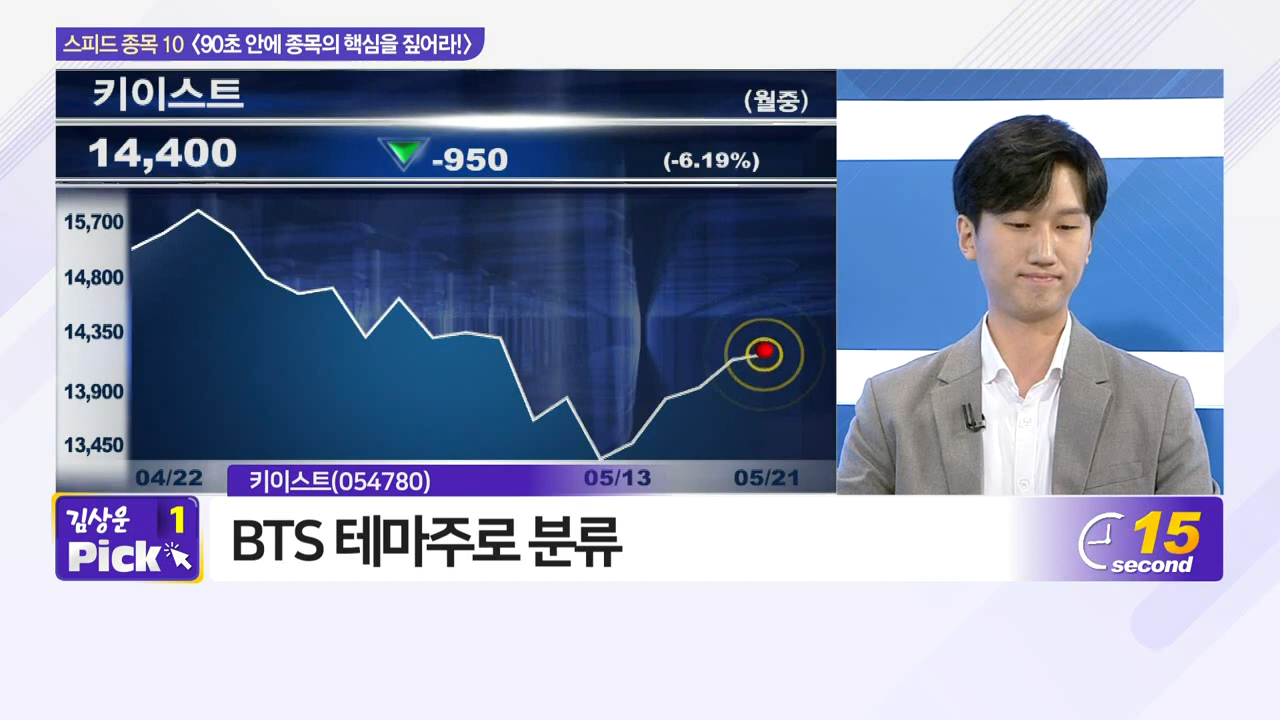 스피드 종목 10 <90초 안에 종목의 핵심을 짚어라!>
키이스트
(월중)
14,400
-950
(-6.19%)
15,700
14,800
14,350
13,900
13,450
04/22
05/13
05/21
키이스트(054780)
김상운 1
Pick
BTS 테마주로 분류
15
second